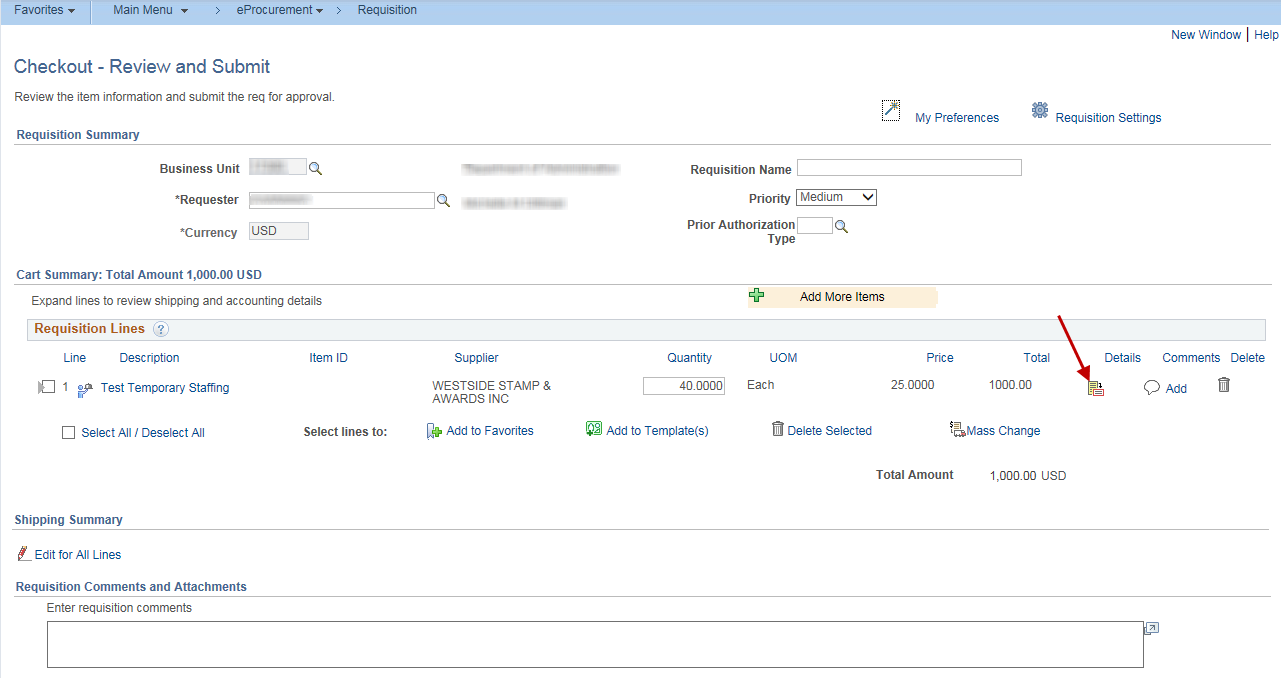 Favorites Main Menu > eProcurement > Requisition
New Window | Help
Checkout - Review and Submit
Review the item information and submit the req for approval.
My Preferences Requisition Settings
Requisition Summary
Business Unit
Requisition Name
*Requester
Priority Medium
*Currency USD
Prior Authorization
Type
Cart Summary: Total Amount 1,000.00 USD
Expand lines to review shipping and accounting details
Add More Items
Requisition Lines ?
Line Description Item ID Supplier Quantity UOM Price Total Details Comments Delete
1 Test Temporary Staffing WESTSIDE STAMP & 40.0000 Each 25.0000 1000.00 Add
AWARDS INC
Select All / Deselect All Select lines to: Add to Favorites Add to Template(s) Delete Selected Mass Change
Total Amount 1,000.00 USD
Shipping Summary
Edit for All Lines
Requisition Comments and Attachments
Enter requisition comments